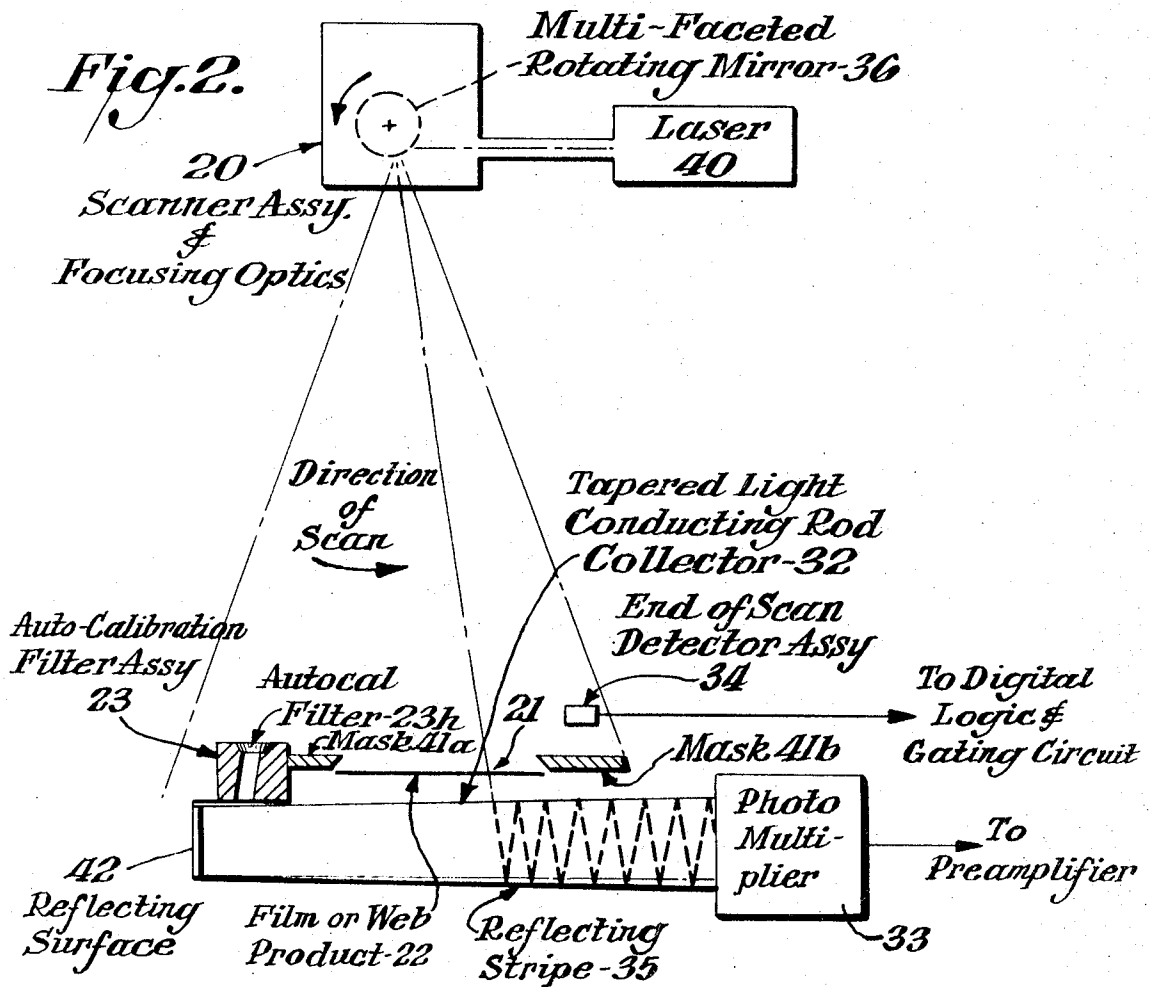 Fig.2.
Multi-Faceted
Rotating Mirror-36
Laser
40
20
Scanner Assy.
&
Focusing Optics
Direction
of
Scan
Tapered Light
Conducting Rod
Collector-32
End of Scan
Detector Assy
34
Auto-Calibration
Filter Assy
23
Autocal
Filter-23h
Mask 41a
21
To Digital
Logic &
Gating Circuit
Mask 41b
Photo
Multi-
plier
To
Preamplifier
42
Reflecting
Surface
Film or Web
Product-22
Reflecting
Stripe-35
33